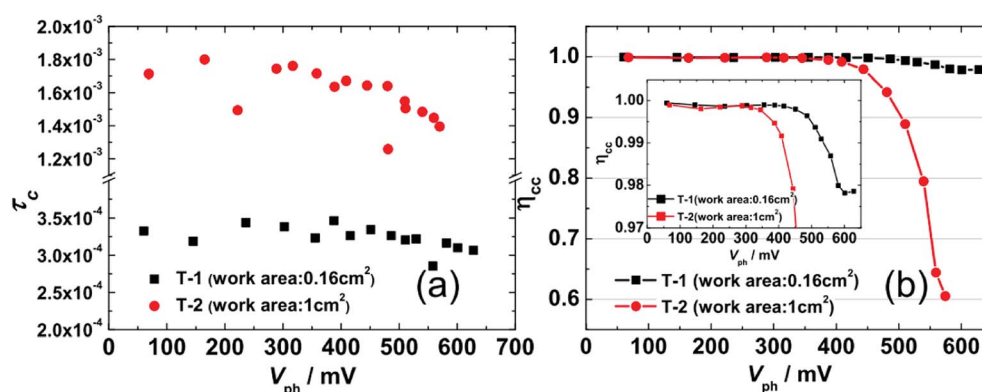 2.0x10⁻³
1.8x10⁻³
1.6x10⁻³
1.4x10⁻³
1.2x10⁻³
3.5x10⁻⁴
3.0x10⁻⁴
2.5x10⁻⁴
2.0x10⁻⁴
τc
T-1 (work area:0.16cm²)
T-2 (work area:1cm²)
(a)
0 100 200 300 400 500 600 700
Vph / mV
1.0
0.9
0.8
0.7
0.6
ηcc
1.00
0.99
0.98
0.97
ηcc
T-1(work area:0.16cm²)
T-2(work area:1cm²)
0 100 200 300 400 500 600
Vph / mV
T-1 (work area:0.16cm²)
T-2 (work area:1cm²)
(b)
0 100 200 300 400 500 600
Vph / mV